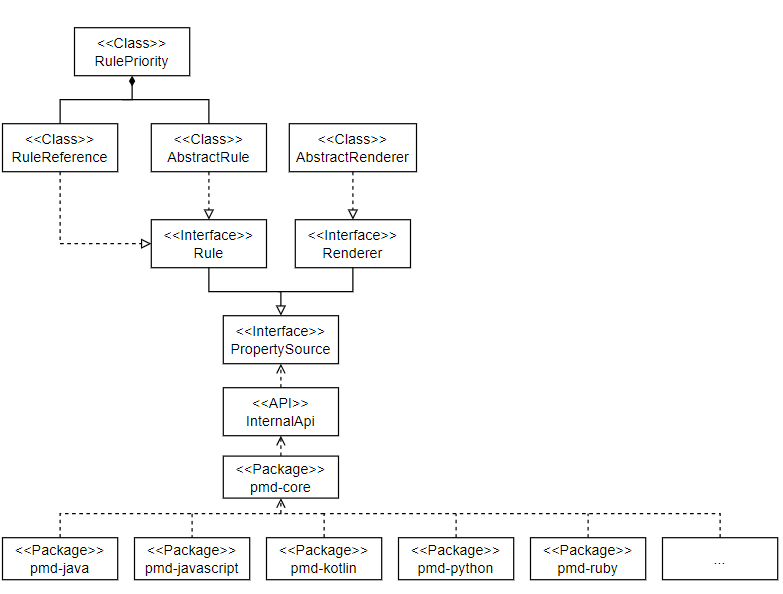 <<Class>>
RulePriority
<<Class>>
RuleReference
<<Class>>
AbstractRule
<<Class>>
AbstractRenderer
<<Interface>>
Rule
<<Interface>>
Renderer
<<Interface>>
PropertySource
<<API>>
InternalApi
<<Package>>
pmd-core
<<Package>>
pmd-java
<<Package>>
pmd-javascript
<<Package>>
pmd-kotlin
<<Package>>
pmd-python
<<Package>>
pmd-ruby
...